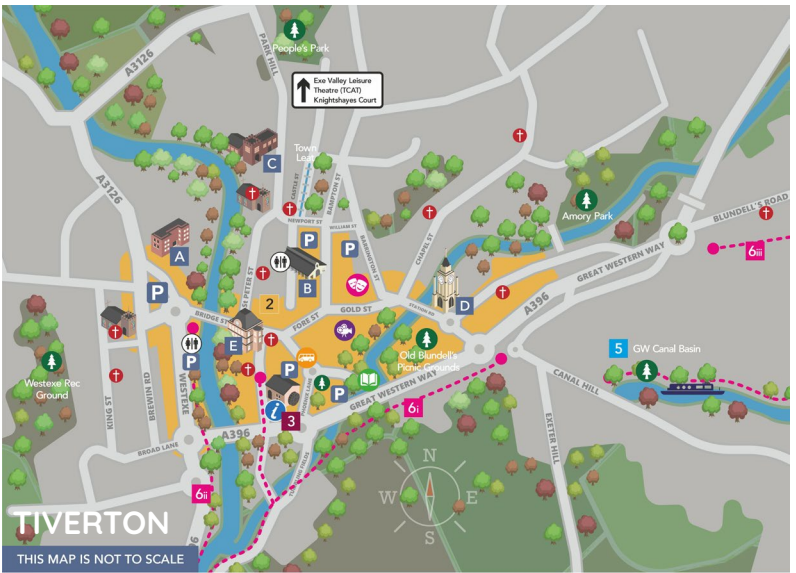 People's Park
A3126
PARK HILL
Exe Valley Leisure
Theatre (TCAT)
Knightshayes Court
Town
Leat
C
A3126
CASTLE ST
BAMPTON ST
NEWPORT ST
WILLIAM ST
BARRINGTON ST
CHAPEL ST
Amory Park
BLUNDELL'S ROAD
6iii
GREAT WESTERN WAY
A396
A
P
P
P
B
ST PETER ST
2
BRIDGE ST
FORE ST
GOLD ST
STATION RD
D
E
P
P
P
Old Blundell's
Picnic Grounds
5
GW Canal Basin
Westexe Rec
Ground
KING ST
BREWIN RD
WESTEXE
PHOENIX LANE
GREAT WESTERN WAY
6i
CANAL HILL
EXETER HILL
i
3
A396
BROAD LANE
6ii
N
W
E
S
TIVERTON
THIS MAP IS NOT TO SCALE